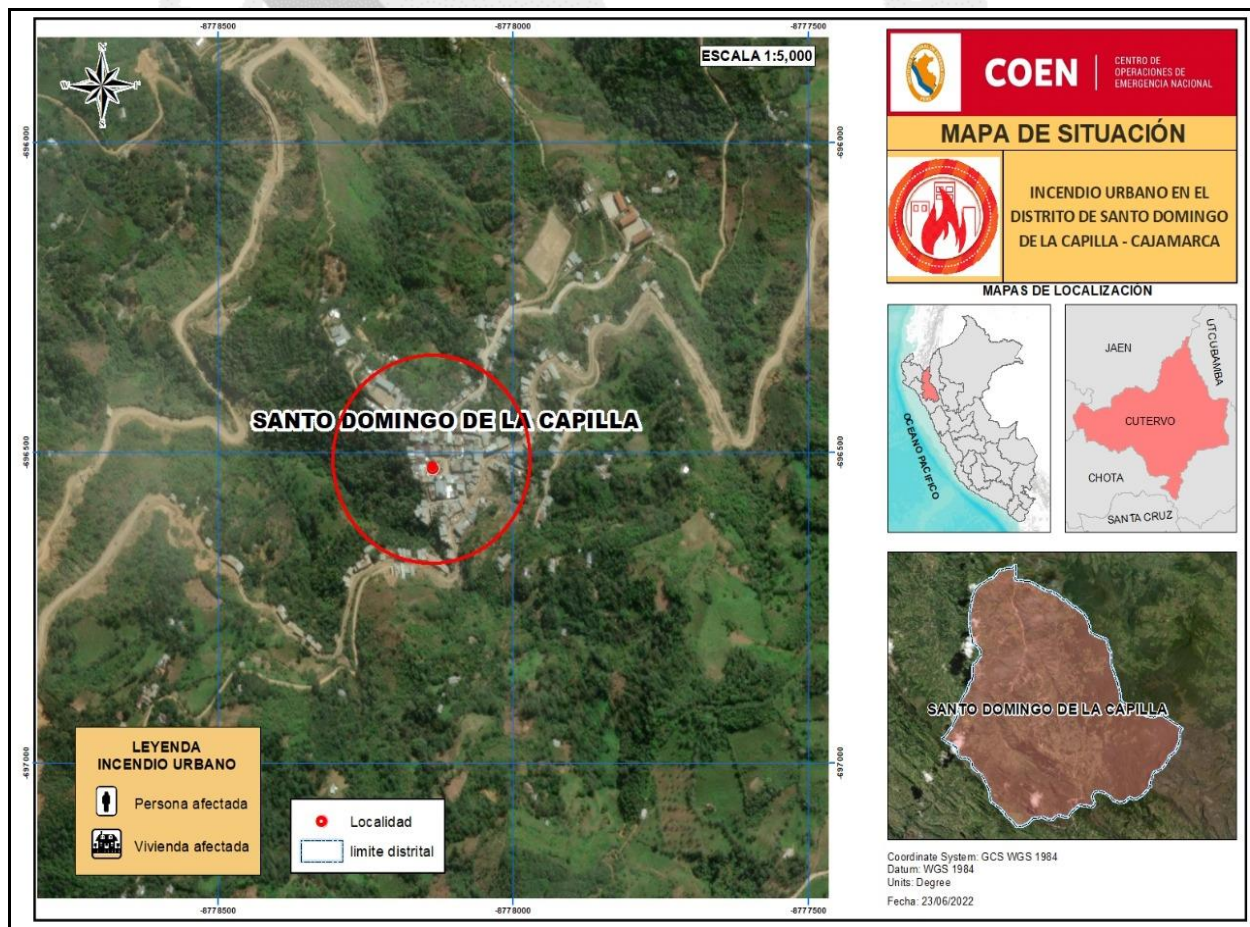 -8778500
-8778000
-8777500
ESCALA 1:5,000
N
W
E
S
-696000
-696000
SANTO DOMINGO DE LA CAPILLA
-696500
-696500
-697000
-697000
LEYENDA
INCENDIO URBANO
Persona afectada
Vivienda afectada
Localidad
limite distrital
-8778500
-8778000
-8777500
COEN
CENTRO DE
OPERACIONES DE
EMERGENCIA NACIONAL
MAPA DE SITUACIÓN
INCENDIO URBANO EN EL
DISTRITO DE SANTO DOMINGO
DE LA CAPILLA - CAJAMARCA
MAPAS DE LOCALIZACIÓN
OCEANO PACIFICO
JAEN
UTCUBAMBA
CUTERVO
CHOTA
SANTA CRUZ
SANTO DOMINGO DE LA CAPILLA
Coordinate System: GCS WGS 1984
Datum: WGS 1984
Units: Degree
Fecha: 23/06/2022